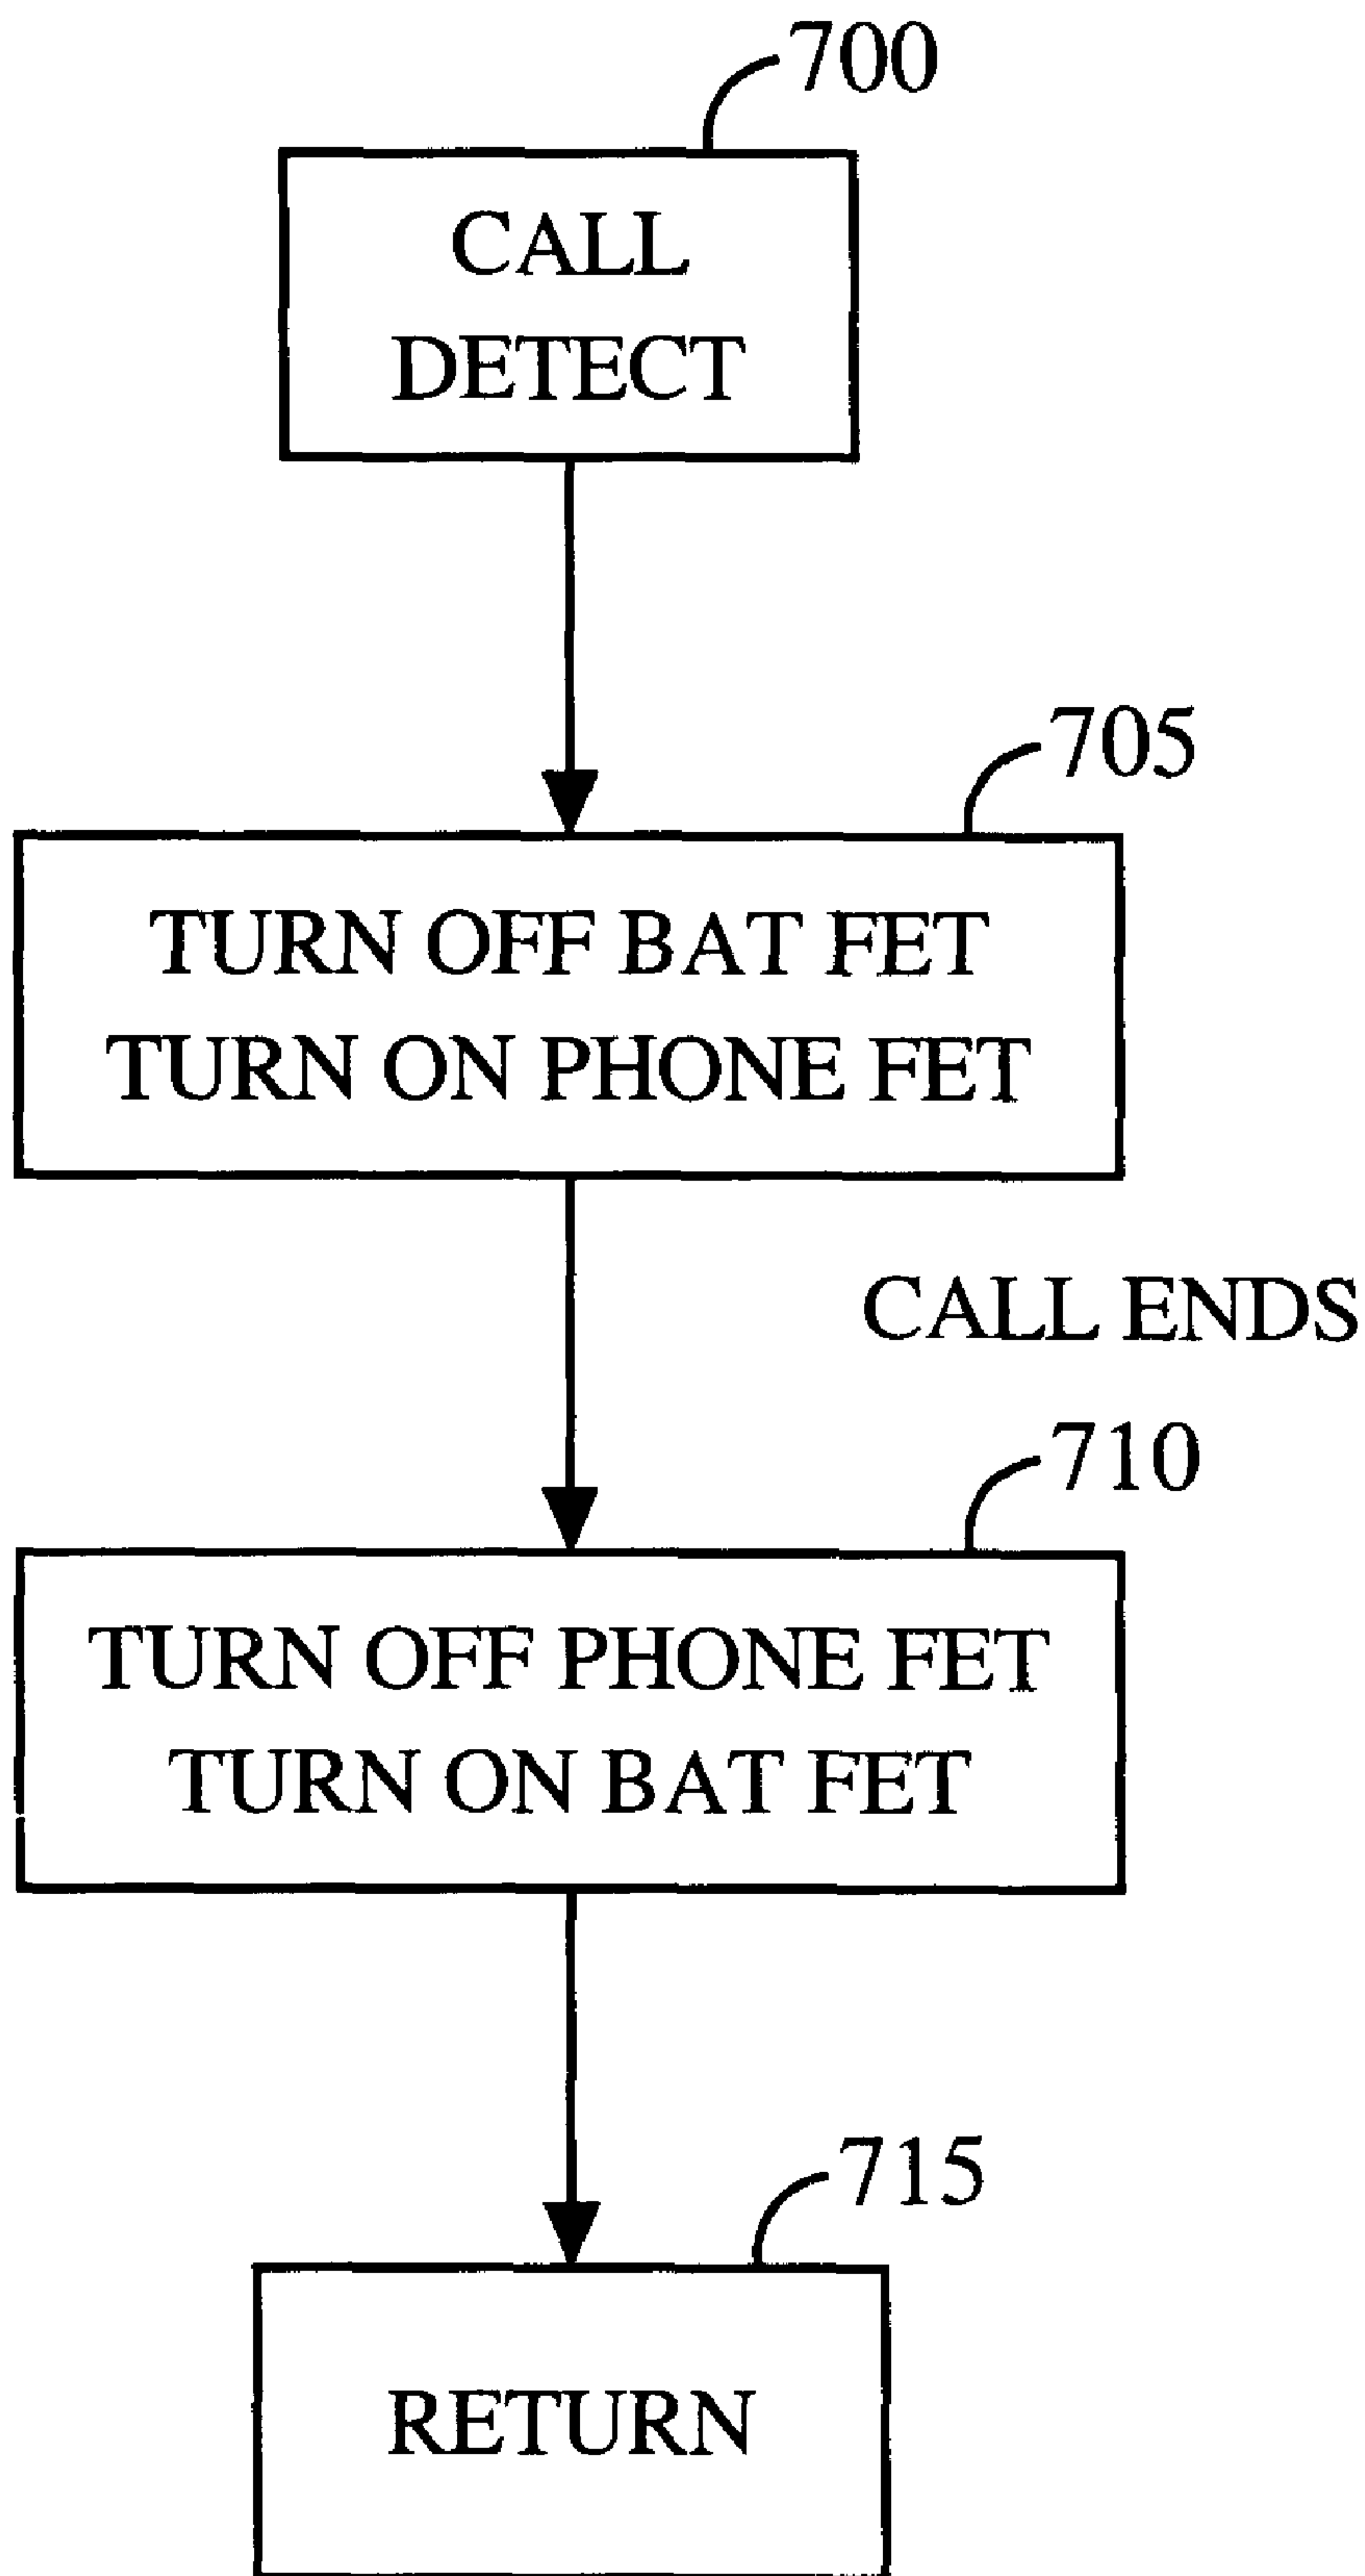 700
CALL
DETECT
705
TURN OFF BAT FET
TURN ON PHONE FET
CALL ENDS
710
TURN OFF PHONE FET
TURN ON BAT FET
715
RETURN